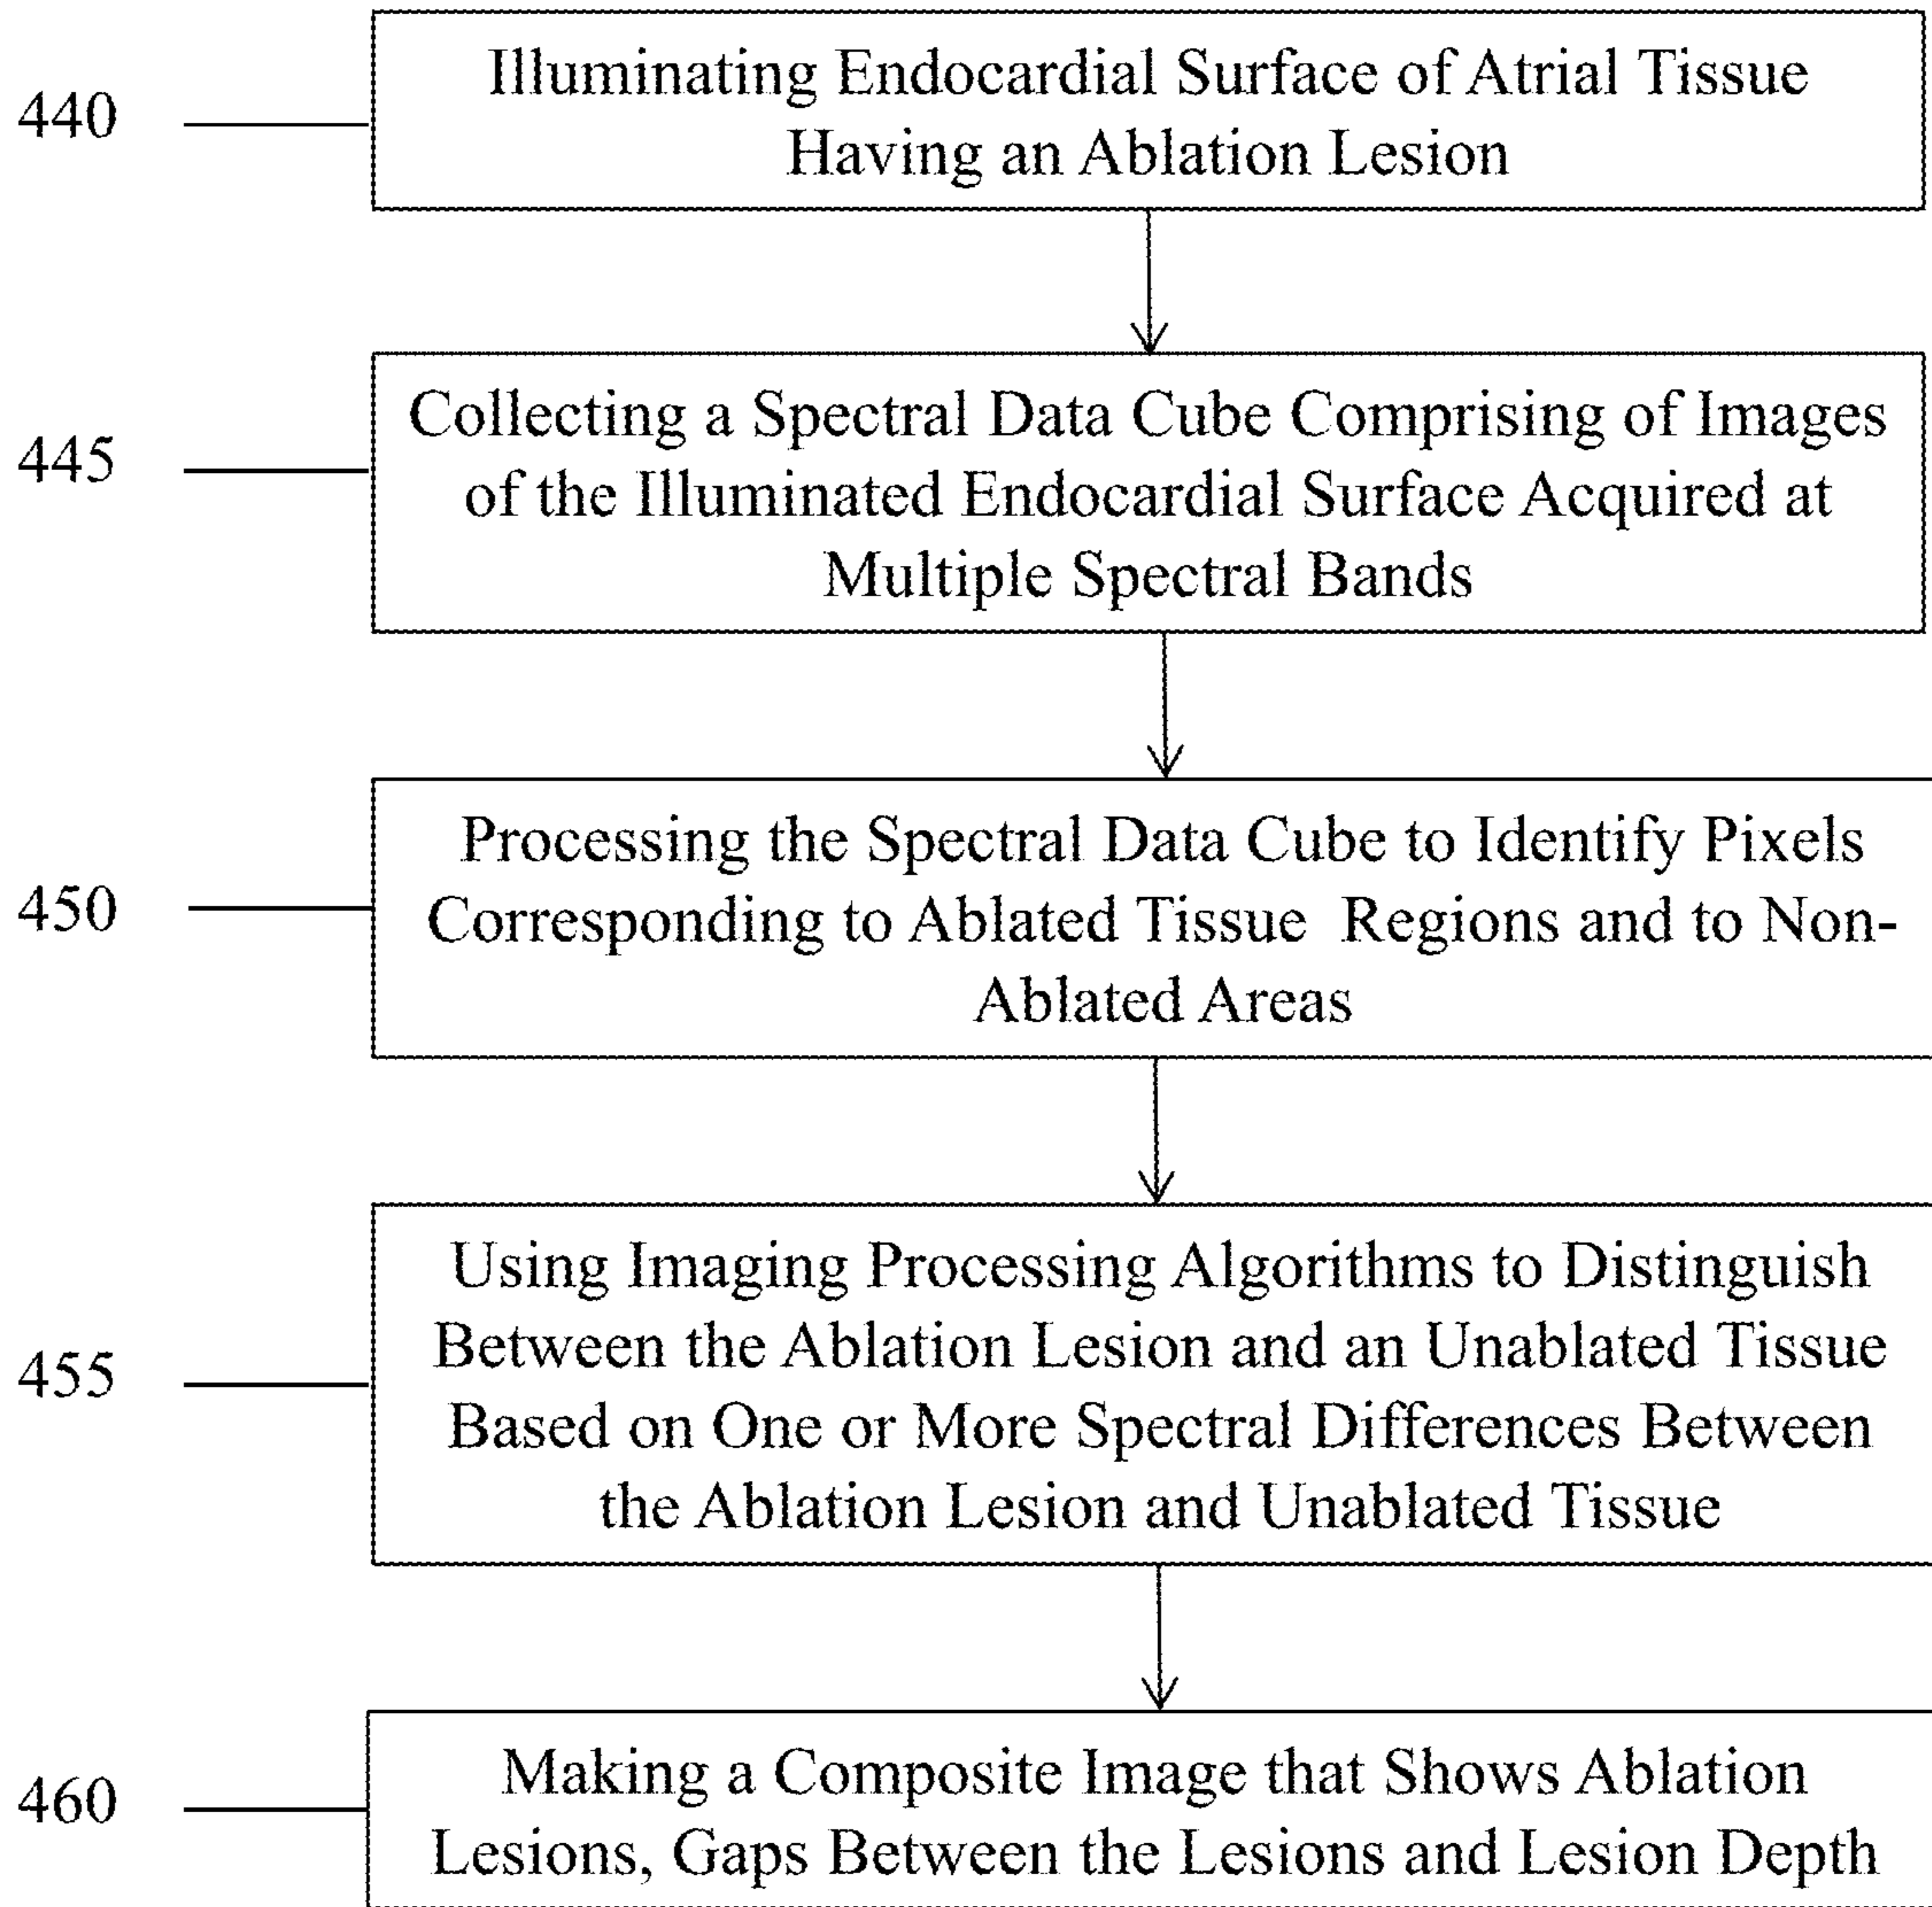 440
Illuminating Endocardial Surface of Atrial Tissue
Having an Ablation Lesion
445
Collecting a Spectral Data Cube Comprising of Images
of the Illuminated Endocardial Surface Acquired at
Multiple Spectral Bands
450
Processing the Spectral Data Cube to Identify Pixels
Corresponding to Ablated Tissue Regions and to Non-
Ablated Areas
455
Using Imaging Processing Algorithms to Distinguish
Between the Ablation Lesion and an Unablated Tissue
Based on One or More Spectral Differences Between
the Ablation Lesion and Unablated Tissue
460
Making a Composite Image that Shows Ablation
Lesions, Gaps Between the Lesions and Lesion Depth